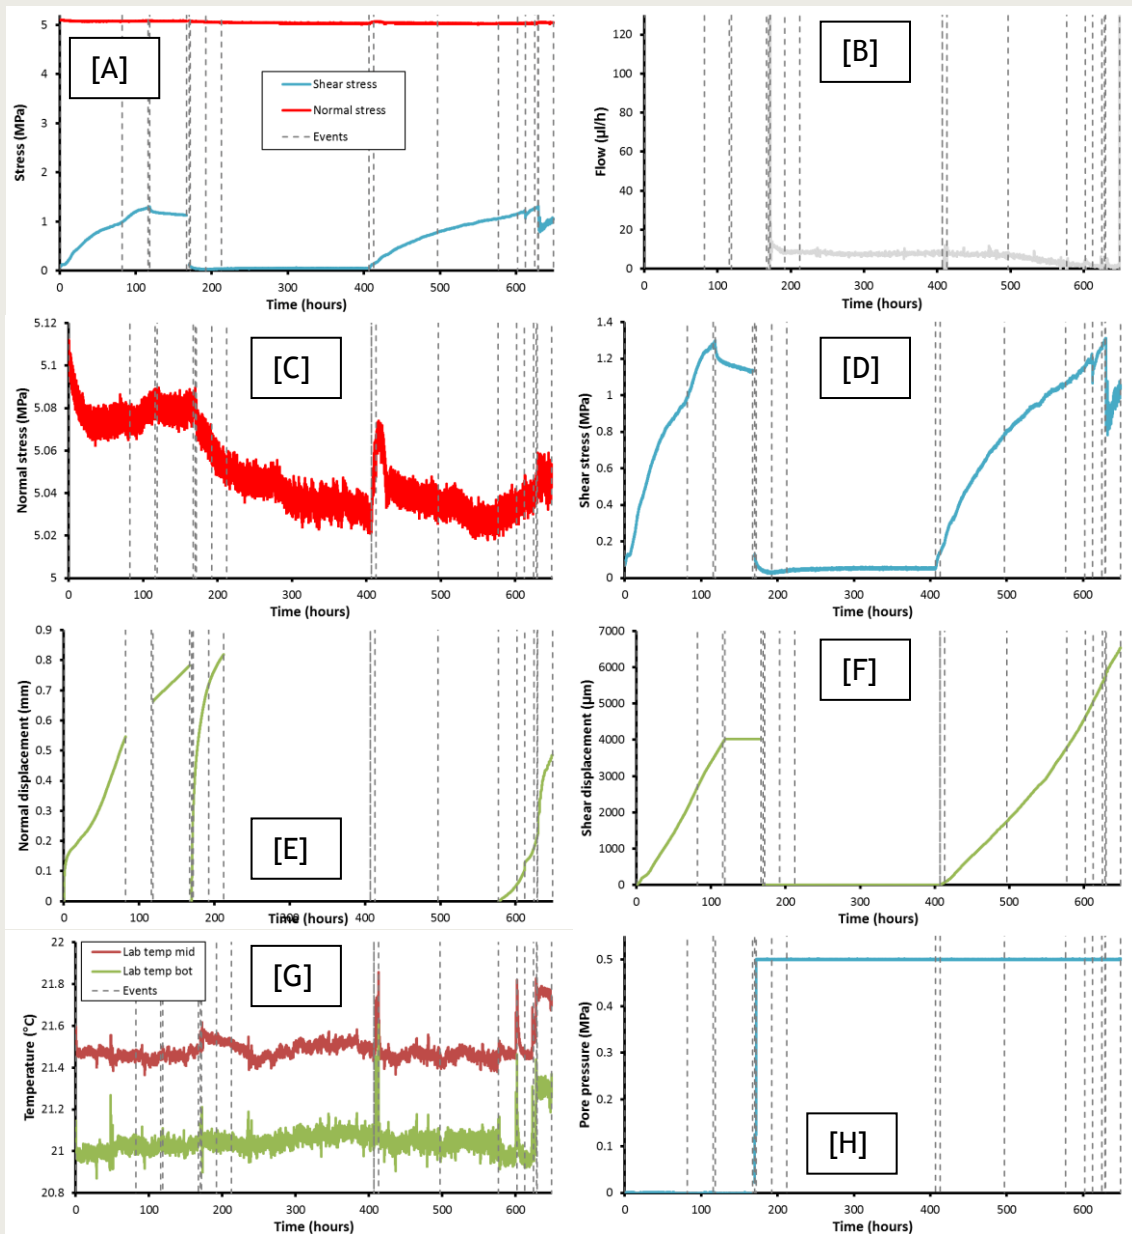 [A]
Stress (MPa)
5
4
3
2
1
0
Shear stress
Normal stress
Events
0 100 200 300 400 500 600
Time (hours)
[B]
Flow (µl/h)
120
100
80
60
40
20
0
0 100 200 300 400 500 600
Time (hours)
[C]
Normal stress (MPa)
5.12
5.1
5.08
5.06
5.04
5.02
5
0 100 200 300 400 500 600
Time (hours)
[D]
Shear stress (MPa)
1.4
1.2
1
0.8
0.6
0.4
0.2
0
0 100 200 300 400 500 600
Time (hours)
[E]
Normal displacement (mm)
0.9
0.8
0.7
0.6
0.5
0.4
0.3
0.2
0.1
0
0 100 200 300 400 500 600
Time (hours)
[F]
Shear displacement (µm)
7000
6000
5000
4000
3000
2000
1000
0
0 100 200 300 400 500 600
Time (hours)
[G]
Temperature (°C)
22
21.8
21.6
21.4
21.2
21
20.8
Lab temp mid
Lab temp bot
Events
0 100 200 300 400 500 600
Time (hours)
[H]
Pore pressure (MPa)
0.5
0.4
0.3
0.2
0.1
0
0 100 200 300 400 500 600
Time (hours)